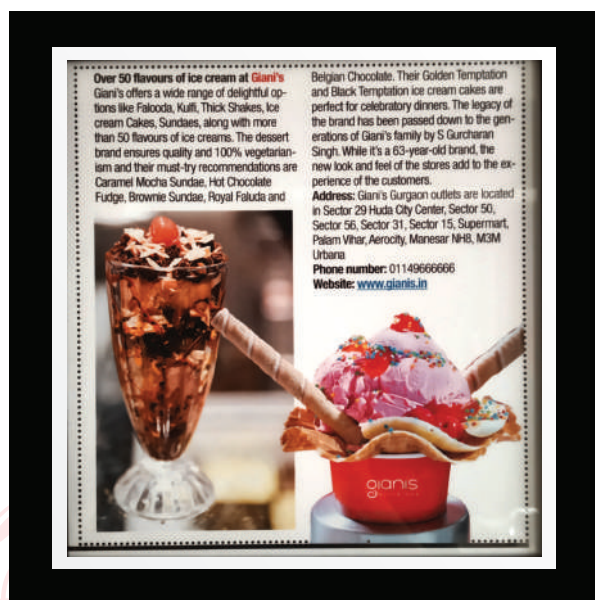 Over 50 flavours of ice cream at Giani's
Giani's offers a wide range of delightful op-
tions like Falooda, Kulfi, Thick Shakes, Ice
cream Cakes, Sundaes, along with more
than 50 flavours of ice creams. The dessert
brand ensures quality and 100% vegetarian-
ism and their must-try recommendations are
Caramel Mocha Sundae, Hot Chocolate
Fudge, Brownie Sundae, Royal Faluda and
Belgian Chocolate. Their Golden Temptation
and Black Temptation ice cream cakes are
perfect for celebratory dinners. The legacy of
the brand has been passed down to the gen-
erations of Giani's family by S Gurcharan
Singh. While it's a 63-year-old brand, the
new look and feel of the stores add to the ex-
perience of the customers.
Address: Giani's Gurgaon outlets are located
in Sector 29 Huda City Center, Sector 50,
Sector 56, Sector 31, Sector 15, Supermart,
Palam Vihar, Aerocity, Manesar NH8, M3M
Urbana
Phone number: 01149666666
Website: www.gianis.in
gianis